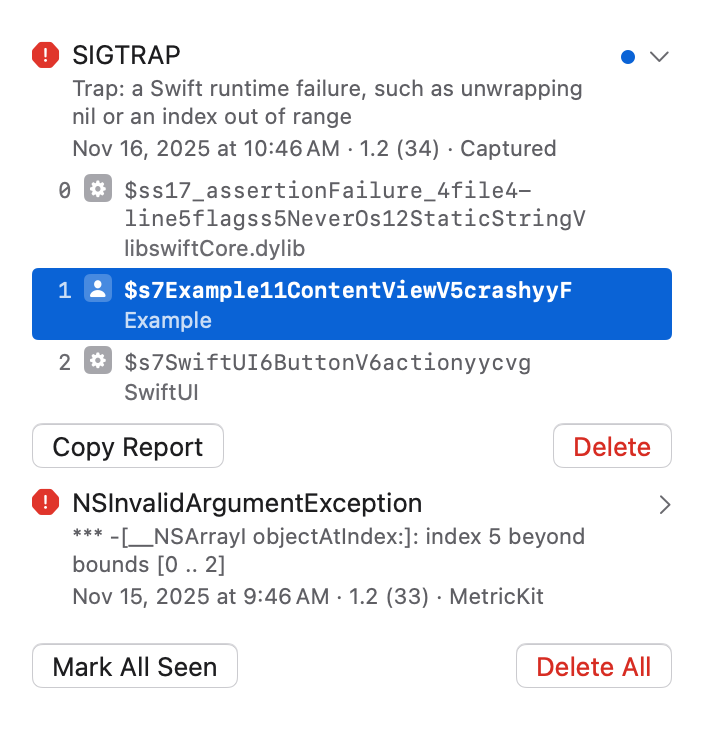 SIGTRAP
Trap: a Swift runtime failure, such as unwrapping
nil or an index out of range
Nov 16, 2025 at 10:46 AM · 1.2 (34) · Captured
0 $ss17_assertionFailure_4file4–
line5flagss5NeverOs12StaticStringV
libswiftCore.dylib
1 $s7Example11ContentViewV5crashyyF
Example
2 $s7SwiftUI6ButtonV6actionyycvg
SwiftUI
Copy Report
Delete
NSInvalidArgumentException
*** -[__NSArrayI objectAtIndex:]: index 5 beyond
bounds [0 .. 2]
Nov 15, 2025 at 9:46 AM · 1.2 (33) · MetricKit
Mark All Seen
Delete All